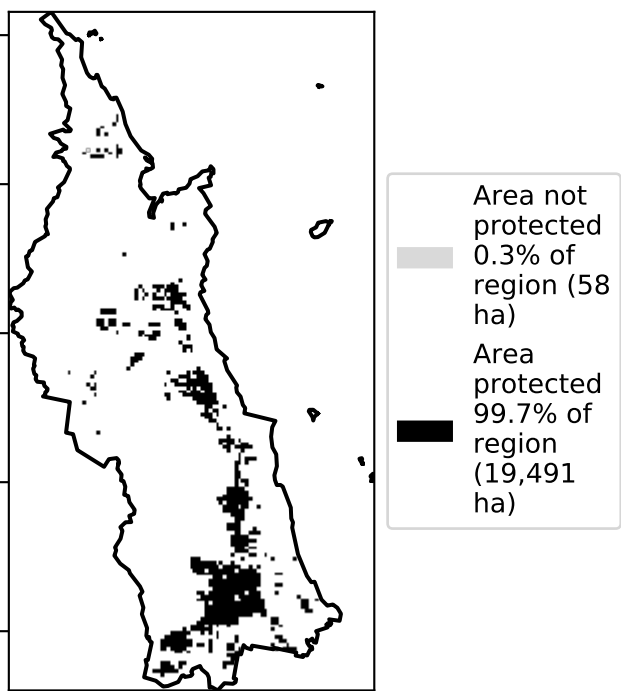 Area not
protected
0.3% of
region (58
ha)
Area
protected
99.7% of
region
(19,491
ha)